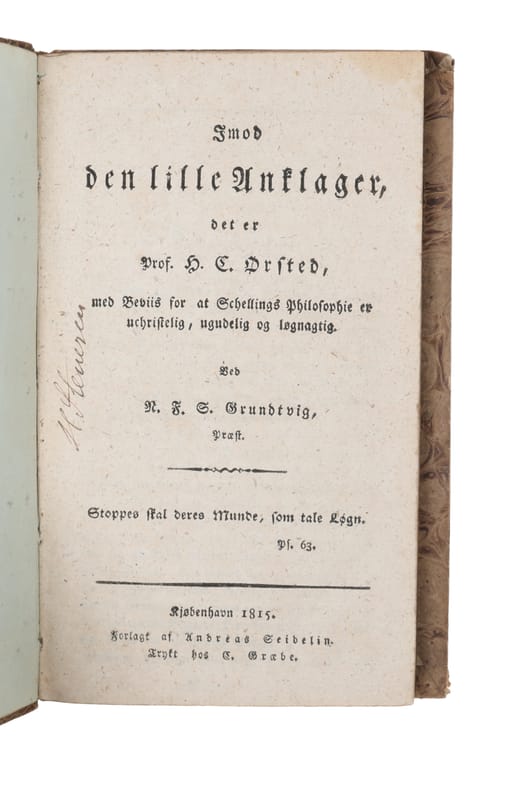 Imod
den lille Anklager,
det er
Prof. H. C. Ørsted,
med Beviis for at Schellings Philosophie er
uchristelig, ugudelig og løgnagtig.
Ved
N. F. S. Grundtvig,
Præst.
Stoppes skal deres Munde, som tale Løgn.
Ps. 63.
Kjøbenhavn 1815.
Forlagt af Andreas Seidelin.
Trykt hos C. Græbe.